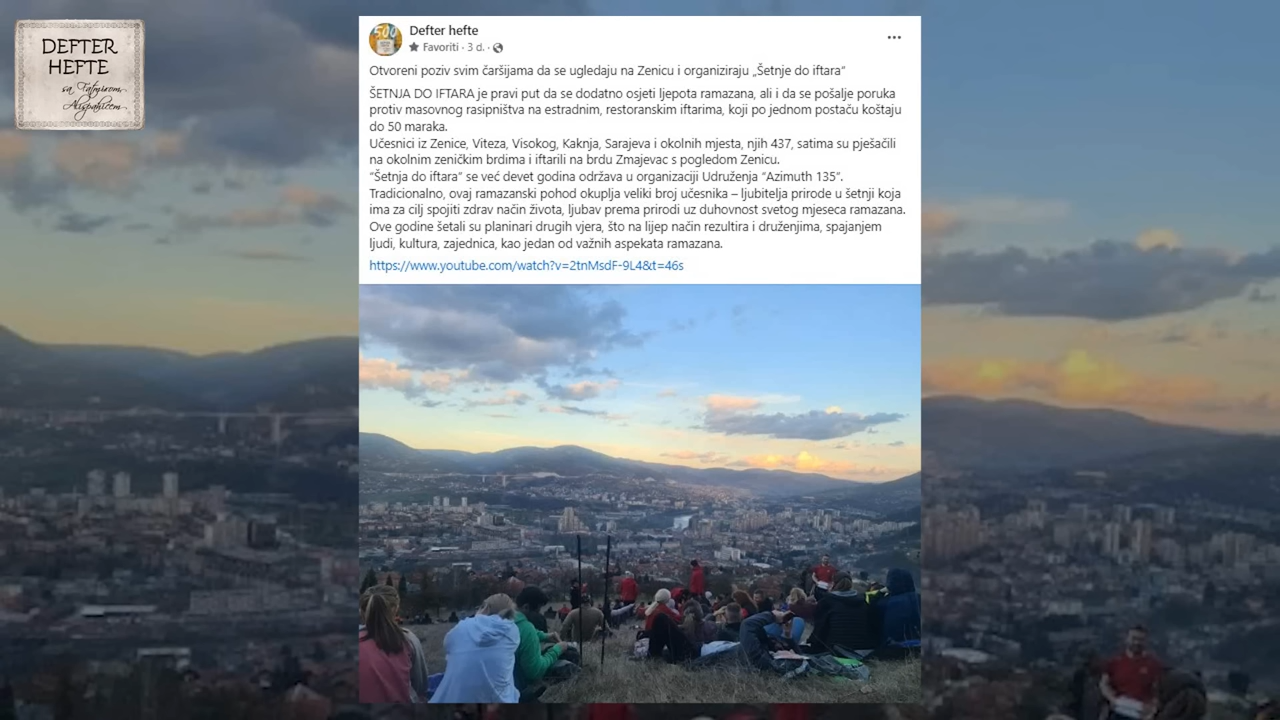 DEFTER
HEFTE
sa Fatmirom
Alispahićem
Defter hefte
Favoriti · 3 d. ·
Otvoreni poziv svim čaršijama da se ugledaju na Zenicu i organiziraju „Šetnje do iftara“
ŠETNJA DO IFTARA je pravi put da se dodatno osjeti ljepota ramazana, ali i da se pošalje poruka
protiv masovnog rasipništva na estradnim, restoranskim iftarima, koji po jednom postaću koštaju
do 50 maraka.
Učesnici iz Zenice, Viteza, Visokog, Kaknja, Sarajeva i okolnih mjesta, njih 437, satima su pješačili
na okolnim zeničkim brdima i iftarili na brdu Zmajevac s pogledom Zenicu.
“Šetnja do iftara” se već devet godina održava u organizaciji Udruženja “Azimuth 135”.
Tradicionalno, ovaj ramazanski pohod okuplja veliki broj učesnika – ljubitelja prirode u šetnji koja
ima za cilj spojiti zdrav način života, ljubav prema prirodi uz duhovnost svetog mjeseca ramazana.
Ove godine šetali su planinari drugih vjera, što na lijep način rezultira i druženjima, spajanjem
ljudi, kultura, zajednica, kao jedan od važnih aspekata ramazana.
https://www.youtube.com/watch?v=2tnMsdF-9L4&t=46s